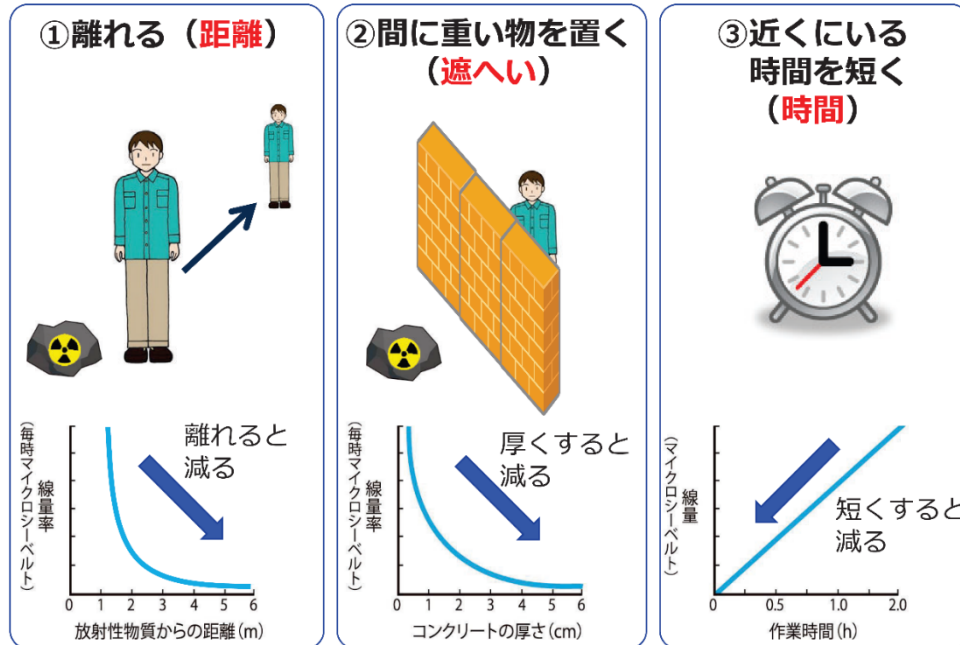 ①離れる（距離）
離れると
減る
線量率
（毎時マイクロシーベルト）
0 1 2 3 4 5 6
放射性物質からの距離(m)
②間に重い物を置く
（遮へい）
厚くすると
減る
線量率
（毎時マイクロシーベルト）
0 1 2 3 4 5 6
コンクリートの厚さ(cm)
③近くにいる
時間を短く
（時間）
短くすると
減る
線量
（マイクロシーベルト）
0 0.5 1.0 2.0
作業時間(h)